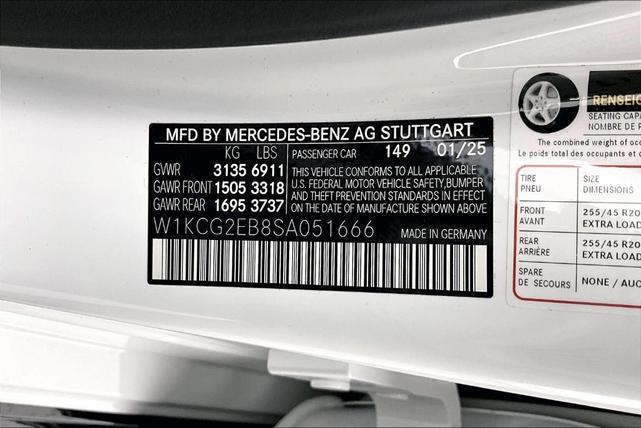 MFD BY MERCEDES-BENZ AG STUTTGART
KG LBS
GVWR 3135 6911
GAWR FRONT 1505 3318
GAWR REAR 1695 3737
PASSENGER CAR 149 01/25
THIS VEHICLE CONFORMS TO ALL APPLICABLE
U.S. FEDERAL MOTOR VEHICLE SAFETY,BUMPER
AND THEFT PREVENTION STANDARDS IN EFFECT
ON THE DATE OF MANUFACTURE SHOWN ABOVE
W1KCG2EB8SA051666
MADE IN GERMANY
RENSEIG
SEATING CAPA
NOMBRE DE P
The combined weight of occ
Le poids total des occupants et d
TIRE
PNEU
SIZE
DIMENSIONS
FRONT
AVANT
255/45 R20
EXTRA LOAD
REAR
ARRIÈRE
255/45 R20
EXTRA LOAD
SPARE
DE SECOURS
NONE / AUC